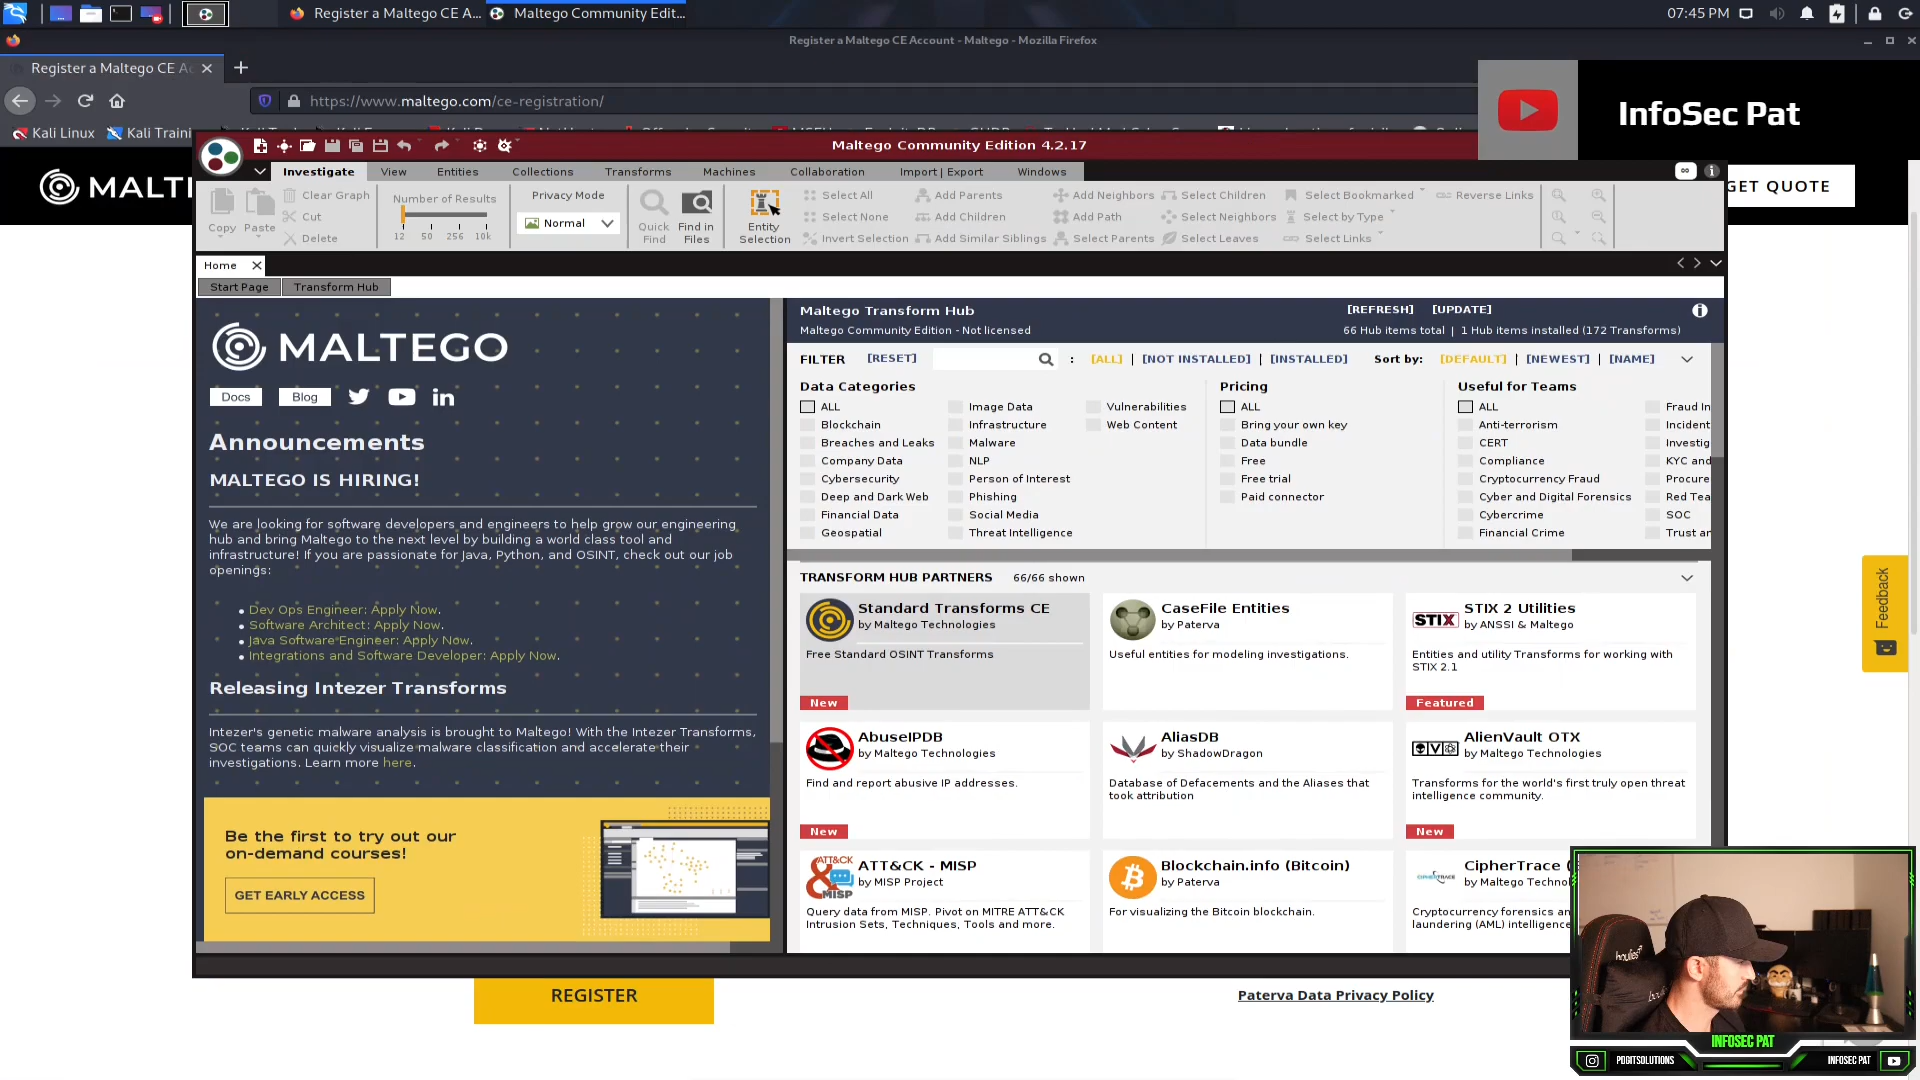 Register a Maltego CE A...
Maltego Community Edit...
07:45 PM
Register a Maltego CE Account - Maltego - Mozilla Firefox
Register a Maltego CE Ac
https://www.maltego.com/ce-registration/
InfoSec Pat
Kali Linux
Kali Traini
MALTE
GET QUOTE
Maltego Community Edition 4.2.17
Investigate
View
Entities
Collections
Transforms
Machines
Collaboration
Import | Export
Windows
Copy
Paste
Clear Graph
Cut
Delete
Number of Results
12 50 256 10k
Privacy Mode
Normal
Quick Find
Find in Files
Entity Selection
Select All
Select None
Invert Selection
Add Parents
Add Children
Add Similar Siblings
Add Neighbors
Add Path
Select Parents
Select Children
Select Neighbors
Select Leaves
Select Bookmarked
Select by Type
Select Links
Reverse Links
Home
Start Page
Transform Hub
MALTEGO
Docs
Blog
Announcements
MALTEGO IS HIRING!
We are looking for software developers and engineers to help grow our engineering
hub and bring Maltego to the next level by building a world class tool and
infrastructure! If you are passionate for Java, Python, and OSINT, check out our job
openings:
Dev Ops Engineer: Apply Now.
Software Architect: Apply Now.
Java Software Engineer: Apply Now.
Integrations and Software Developer: Apply Now.
Releasing Intezer Transforms
Intezer's genetic malware analysis is brought to Maltego! With the Intezer Transforms,
SOC teams can quickly visualize malware classification and accelerate their
investigations. Learn more here.
Be the first to try out our
on-demand courses!
GET EARLY ACCESS
Maltego Transform Hub
[REFRESH] [UPDATE]
Maltego Community Edition - Not licensed
66 Hub items total | 1 Hub items installed (172 Transforms)
FILTER [RESET] : [ALL] | [NOT INSTALLED] | [INSTALLED] Sort by: [DEFAULT] | [NEWEST] | [NAME]
Data Categories
ALL
Blockchain
Breaches and Leaks
Company Data
Cybersecurity
Deep and Dark Web
Financial Data
Geospatial
Image Data
Infrastructure
Malware
NLP
Person of Interest
Phishing
Social Media
Threat Intelligence
Vulnerabilities
Web Content
Pricing
ALL
Bring your own key
Data bundle
Free
Free trial
Paid connector
Useful for Teams
ALL
Anti-terrorism
CERT
Compliance
Cryptocurrency Fraud
Cyber and Digital Forensics
Cybercrime
Financial Crime
Fraud In
Incident
Investig
KYC and
Procure
Red Tea
SOC
Trust an
TRANSFORM HUB PARTNERS 66/66 shown
Standard Transforms CE
by Maltego Technologies
Free Standard OSINT Transforms
New
CaseFile Entities
by Paterva
Useful entities for modeling investigations.
STIX
STIX 2 Utilities
by ANSSI & Maltego
Entities and utility Transforms for working with
STIX 2.1
Featured
AbuseIPDB
by Maltego Technologies
Find and report abusive IP addresses.
New
AliasDB
by ShadowDragon
Database of Defacements and the Aliases that
took attribution
AlienVault OTX
by Maltego Technologies
Transforms for the world's first truly open threat
intelligence community.
New
ATT&CK
MISP
ATT&CK - MISP
by MISP Project
Query data from MISP. Pivot on MITRE ATT&CK
Intrusion Sets, Techniques, Tools and more.
Blockchain.info (Bitcoin)
by Paterva
For visualizing the Bitcoin blockchain.
CIPHERTRACE
CipherTrace (
by Maltego Technol
Cryptocurrency forensics an
laundering (AML) intelligence
Feedback
REGISTER
Paterva Data Privacy Policy
INFOSEC PAT
PDDITSOLUTIONS
INFOSEC PAT